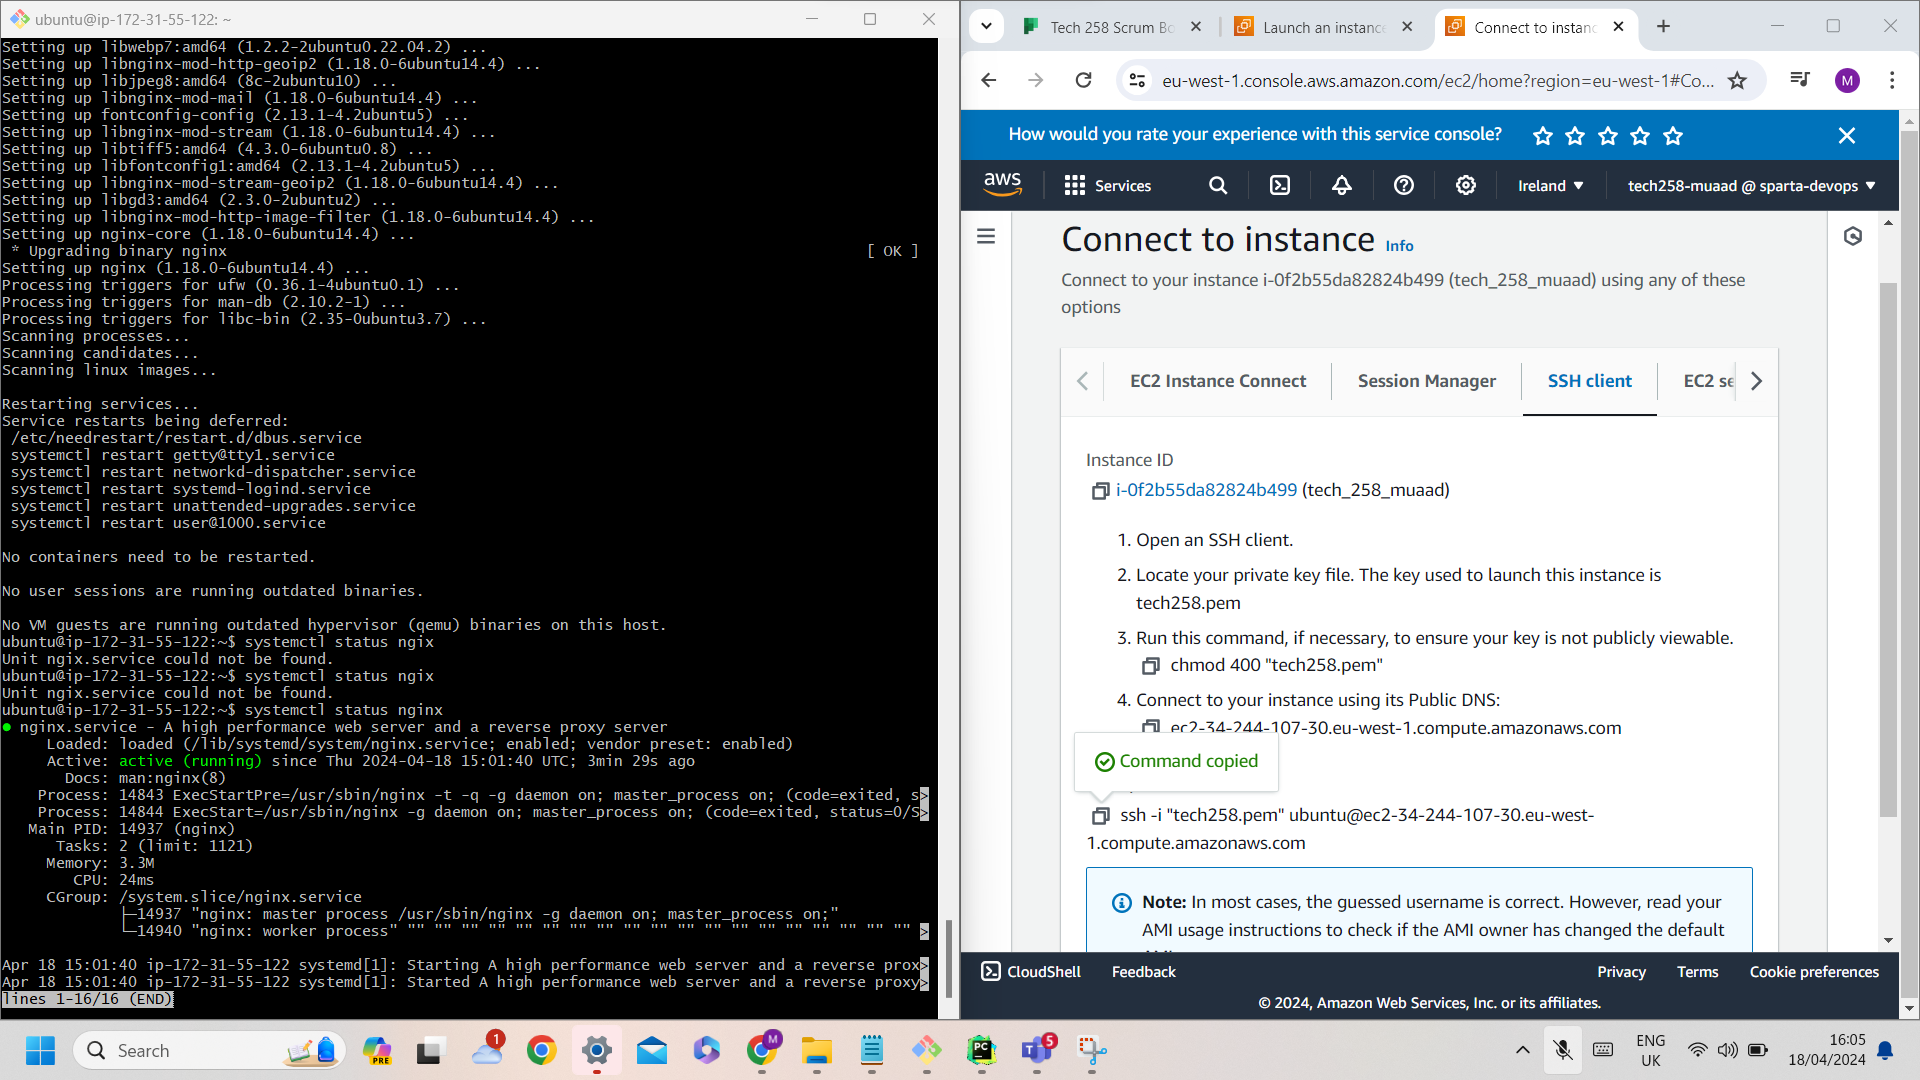 ubuntu@ip-172-31-55-122: ~
Setting up libwebp7:amd64 (1.2.2-2ubuntu0.22.04.2) ...
Setting up libnginx-mod-http-geoip2 (1.18.0-6ubuntu14.4) ...
Setting up libjpeg8:amd64 (8c-2ubuntu10) ...
Setting up libnginx-mod-mail (1.18.0-6ubuntu14.4) ...
Setting up fontconfig-config (2.13.1-4.2ubuntu5) ...
Setting up libnginx-mod-stream (1.18.0-6ubuntu14.4) ...
Setting up libtiff5:amd64 (4.3.0-6ubuntu0.8) ...
Setting up libfontconfig1:amd64 (2.13.1-4.2ubuntu5) ...
Setting up libnginx-mod-stream-geoip2 (1.18.0-6ubuntu14.4) ...
Setting up libgd3:amd64 (2.3.0-2ubuntu2) ...
Setting up libnginx-mod-http-image-filter (1.18.0-6ubuntu14.4) ...
Setting up nginx-core (1.18.0-6ubuntu14.4) ...
* Upgrading binary nginx [ OK ]
Setting up nginx (1.18.0-6ubuntu14.4) ...
Processing triggers for ufw (0.36.1-4ubuntu0.1) ...
Processing triggers for man-db (2.10.2-1) ...
Processing triggers for libc-bin (2.35-0ubuntu3.7) ...
Scanning processes...
Scanning candidates...
Scanning linux images...
Restarting services...
Service restarts being deferred:
/etc/needrestart/restart.d/dbus.service
systemctl restart getty@tty1.service
systemctl restart networkd-dispatcher.service
systemctl restart systemd-logind.service
systemctl restart unattended-upgrades.service
systemctl restart user@1000.service
No containers need to be restarted.
No user sessions are running outdated binaries.
No VM guests are running outdated hypervisor (qemu) binaries on this host.
ubuntu@ip-172-31-55-122:~$ systemctl status ngix
Unit ngix.service could not be found.
ubuntu@ip-172-31-55-122:~$ systemctl status ngix
Unit ngix.service could not be found.
ubuntu@ip-172-31-55-122:~$ systemctl status nginx
● nginx.service - A high performance web server and a reverse proxy server
Loaded: loaded (/lib/systemd/system/nginx.service; enabled; vendor preset: enabled)
Active: active (running) since Thu 2024-04-18 15:01:40 UTC; 3min 29s ago
Docs: man:nginx(8)
Process: 14843 ExecStartPre=/usr/sbin/nginx -t -q -g daemon on; master_process on; (code=exited, s>
Process: 14844 ExecStart=/usr/sbin/nginx -g daemon on; master_process on; (code=exited, status=0/S>
Main PID: 14937 (nginx)
Tasks: 2 (limit: 1121)
Memory: 3.3M
CPU: 24ms
CGroup: /system.slice/nginx.service
├─14937 "nginx: master process /usr/sbin/nginx -g daemon on; master_process on;"
└─14940 "nginx: worker process" "" "" "" "" "" "" "" "" "" "" "" "" "" "" "" "" "" "" "" >
Apr 18 15:01:40 ip-172-31-55-122 systemd[1]: Starting A high performance web server and a reverse prox>
Apr 18 15:01:40 ip-172-31-55-122 systemd[1]: Started A high performance web server and a reverse proxy>
lines 1-16/16 (END)
Tech 258 Scrum Bo
Launch an instance
Connect to instanc
eu-west-1.console.aws.amazon.com/ec2/home?region=eu-west-1#Co...
M
How would you rate your experience with this service console?
aws
Services
Ireland
tech258-muaad @ sparta-devops
Connect to instance Info
Connect to your instance i-0f2b55da82824b499 (tech_258_muaad) using any of these
options
EC2 Instance Connect
Session Manager
SSH client
EC2 se
Instance ID
i-0f2b55da82824b499 (tech_258_muaad)
1. Open an SSH client.
2. Locate your private key file. The key used to launch this instance is
tech258.pem
3. Run this command, if necessary, to ensure your key is not publicly viewable.
chmod 400 "tech258.pem"
4. Connect to your instance using its Public DNS:
ec2-34-244-107-30.eu-west-1.compute.amazonaws.com
Command copied
ssh -i "tech258.pem" ubuntu@ec2-34-244-107-30.eu-west-
1.compute.amazonaws.com
Note: In most cases, the guessed username is correct. However, read your
AMI usage instructions to check if the AMI owner has changed the default
CloudShell
Feedback
Privacy
Terms
Cookie preferences
© 2024, Amazon Web Services, Inc. or its affiliates.
Search
PRE
1
M
PC
5
ENG
UK
16:05
18/04/2024